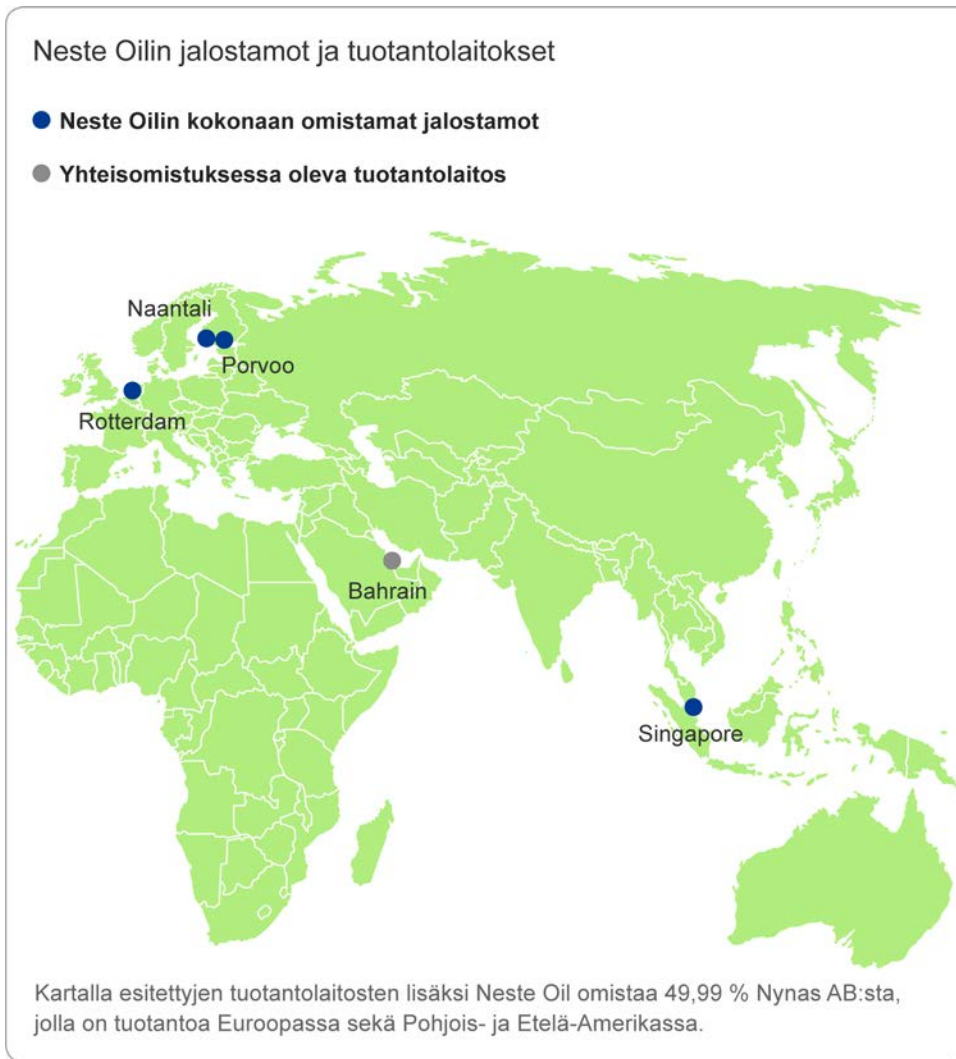 Neste Oilin jalostamot ja tuotantolaitokset
Neste Oilin kokonaan omistamat jalostamot
Yhteisomistuksessa oleva tuotantolaitos
Naantali
Porvoo
Rotterdam
Bahrain
Singapore
Kartalla esitettyjen tuotantolaitosten lisäksi Neste Oil omistaa 49,99 % Nynas AB:sta,
jolla on tuotantoa Euroopassa sekä Pohjois- ja Etelä-Amerikassa.